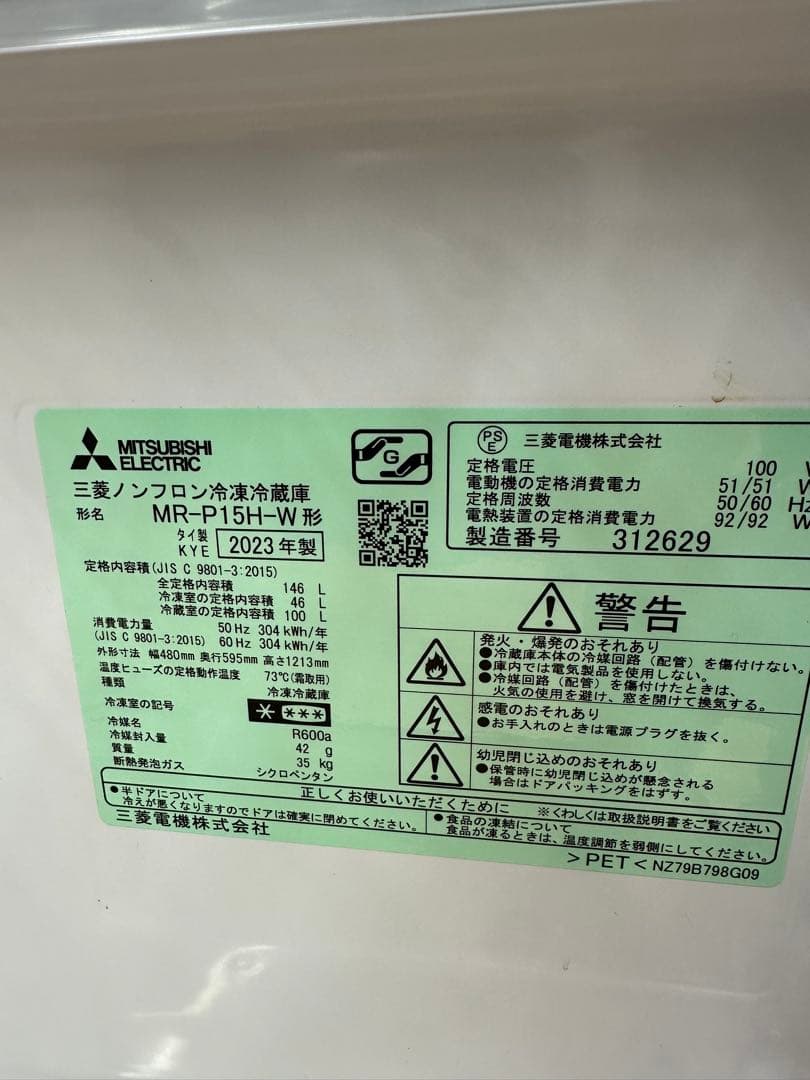 MITSUBISHI
ELECTRIC
G
三菱ノンフロン冷凍冷蔵庫
形名 MR-P15H-W 形
タイ製
KYE 2023年製
定格内容積(JIS C 9801-3:2015)
全定格内容積 146 L
冷凍室の定格内容積 46 L
冷蔵室の定格内容積 100 L
消費電力量 50Hz 304 kWh/年
(JIS C 9801-3:2015) 60Hz 304 kWh/年
外形寸法 幅480mm 奥行595mm 高さ1213mm
温度ヒューズの定格動作温度 73℃(霜取用)
種類 冷凍冷蔵庫
冷凍室の記号 * ***
冷媒名 R600a
冷媒封入量 42 g
質量 35 kg
断熱発泡ガス シクロペンタン
PSE 三菱電機株式会社
定格電圧 100 V
電動機の定格消費電力 51/51 W
定格周波数 50/60 Hz
電熱装置の定格消費電力 92/92 W
製造番号 312629
警告
発火・爆発のおそれあり
●冷蔵庫本体の冷媒回路(配管)を傷付けない。
●庫内では電気製品を使用しない。
●冷媒回路(配管)を傷付けたときは、
火気の使用を避け、窓を開けて換気する。
感電のおそれあり
●お手入れのときは電源プラグを抜く。
幼児閉じ込めのおそれあり
●保管時に幼児閉じ込めが懸念される
場合はドアパッキングをはずす。
正しくお使いいただくために ※くわしくは取扱説明書をご覧ください
●半ドアについて
冷えが悪くなりますのでドアは確実に閉めてください。
●食品の凍結について
食品が凍るときは、温度調節を弱側にしてください。
三菱電機株式会社
>PET< NZ79B798G09